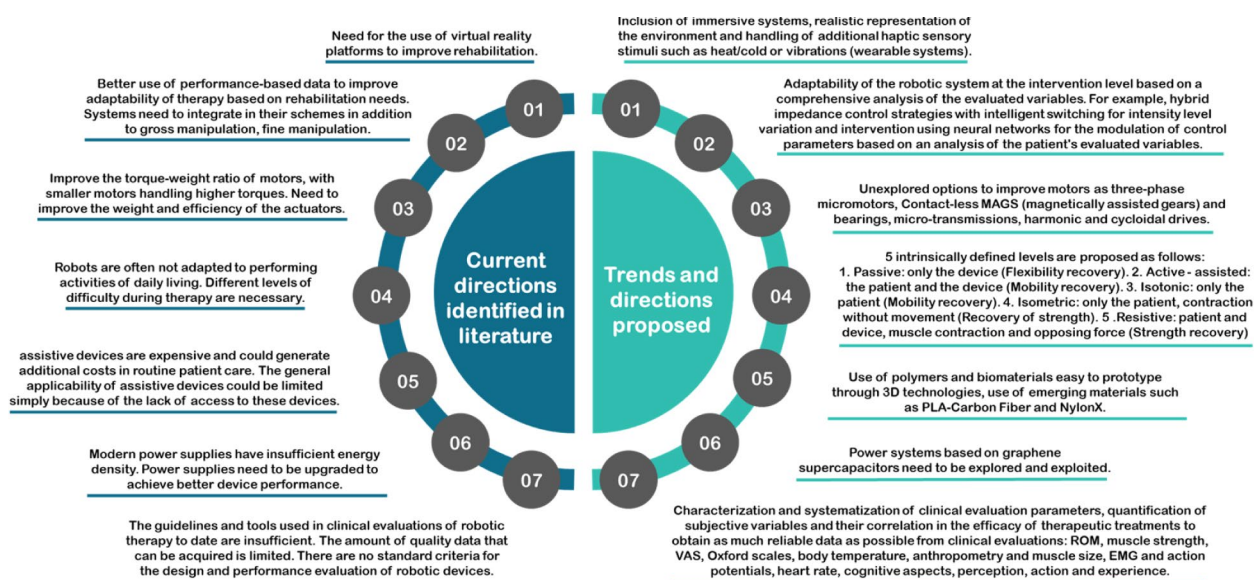 Need for the use of virtual reality
platforms to improve rehabilitation.
Better use of performance-based data to improve
adaptability of therapy based on rehabilitation needs.
Systems need to integrate in their schemes in addition
to gross manipulation, fine manipulation.
Improve the torque-weight ratio of motors, with
smaller motors handling higher torques. Need to
improve the weight and efficiency of the actuators.
Robots are often not adapted to performing
activities of daily living. Different levels of
difficulty during therapy are necessary.
assistive devices are expensive and could generate
additional costs in routine patient care. The general
applicability of assistive devices could be limited
simply because of the lack of access to these devices.
Modern power supplies have insufficient energy
density. Power supplies need to be upgraded to
achieve better device performance.
The guidelines and tools used in clinical evaluations of robotic
therapy to date are insufficient. The amount of quality data that
can be acquired is limited. There are no standard criteria for
the design and performance evaluation of robotic devices.
01
02
03
04
05
06
07
Current
directions
identified in
literature
Trends and
directions
proposed
01
02
03
04
05
06
07
Inclusion of immersive systems, realistic representation of
the environment and handling of additional haptic sensory
stimuli such as heat/cold or vibrations (wearable systems).
Adaptability of the robotic system at the intervention level based on a
comprehensive analysis of the evaluated variables. For example, hybrid
impedance control strategies with intelligent switching for intensity level
variation and intervention using neural networks for the modulation of control
parameters based on an analysis of the patient's evaluated variables.
Unexplored options to improve motors as three-phase
micromotors, Contact-less MAGS (magnetically assisted gears) and
bearings, micro-transmissions, harmonic and cycloidal drives.
5 intrinsically defined levels are proposed as follows:
1. Passive: only the device (Flexibility recovery). 2. Active - assisted:
the patient and the device (Mobility recovery). 3. Isotonic: only the
patient (Mobility recovery). 4. Isometric: only the patient, contraction
without movement (Recovery of strength). 5 .Resistive: patient and
device, muscle contraction and opposing force (Strength recovery)
Use of polymers and biomaterials easy to prototype
through 3D technologies, use of emerging materials such
as PLA-Carbon Fiber and NylonX.
Power systems based on graphene
supercapacitors need to be explored and exploited.
Characterization and systematization of clinical evaluation parameters, quantification of
subjective variables and their correlation in the efficacy of therapeutic treatments to
obtain as much reliable data as possible from clinical evaluations: ROM, muscle strength,
VAS, Oxford scales, body temperature, anthropometry and muscle size, EMG and action
potentials, heart rate, cognitive aspects, perception, action and experience.